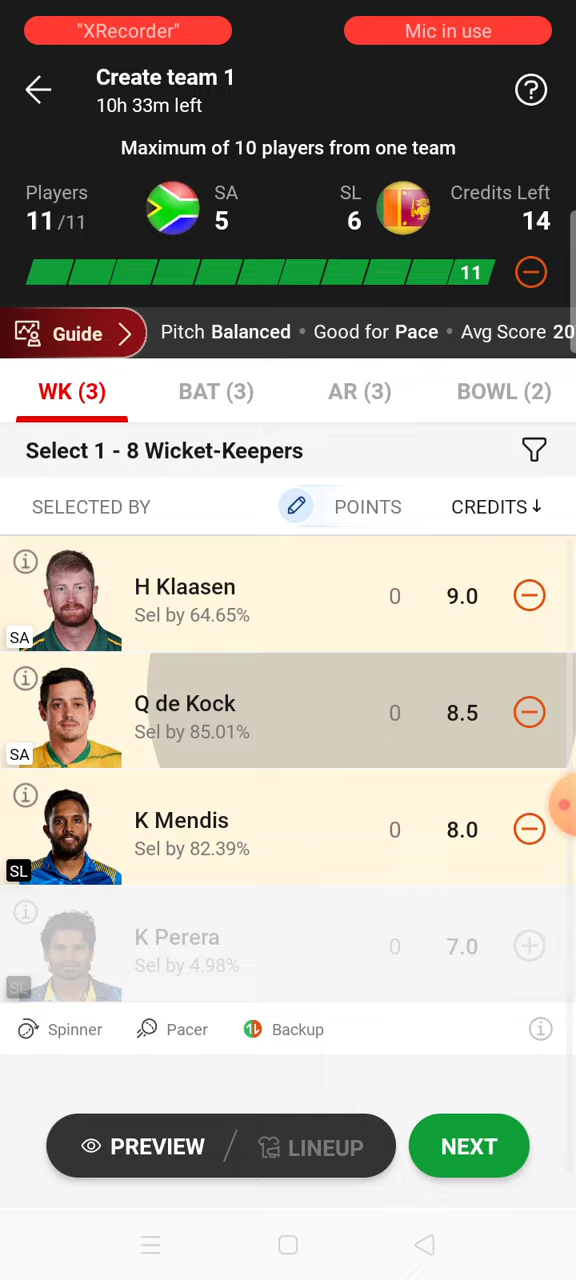 "XRecorder"
Mic in use
Create team 1
10h 33m left
Maximum of 10 players from one team
Players SA SL Credits Left
11/11 5 6 14
11
Guide Pitch Balanced • Good for Pace • Avg Score 20
WK (3) BAT (3) AR (3) BOWL (2)
Select 1 - 8 Wicket-Keepers
SELECTED BY POINTS CREDITS↓
H Klaasen 0 9.0
Sel by 64.65%
SA
Q de Kock 0 8.5
Sel by 85.01%
SA
K Mendis 0 8.0
Sel by 82.39%
SL
K Perera 0 7.0
Sel by 4.98%
SL
Spinner Pacer Backup
PREVIEW / LINEUP NEXT